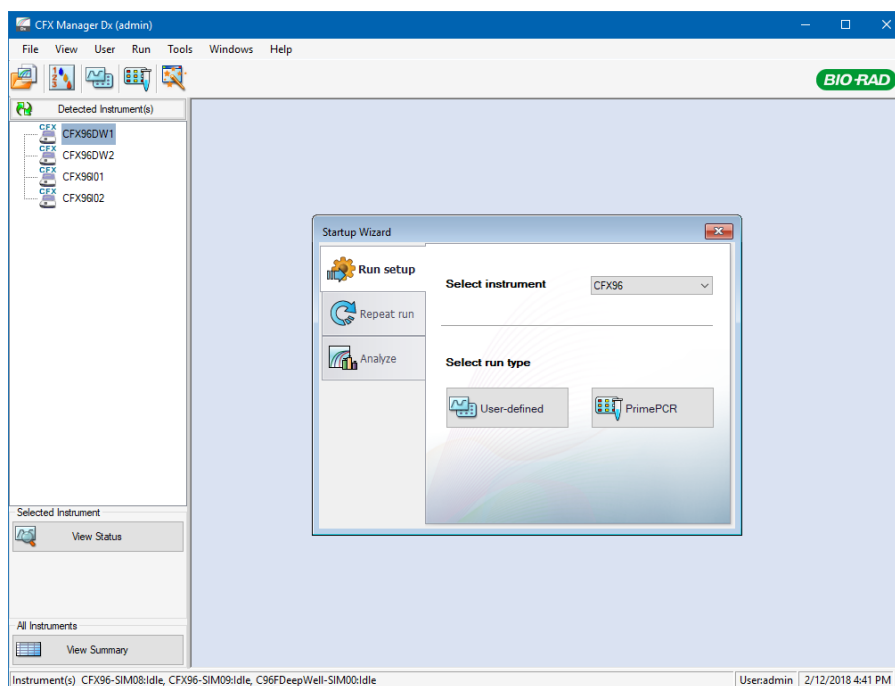 CFX Manager Dx (admin)
File View User Run Tools Windows Help
BIO-RAD
Detected Instrument(s)
CFX CFX96DW1
CFX CFX96DW2
CFX CFX96I01
CFX CFX96I02
Startup Wizard
Run setup
Repeat run
Analyze
Select instrument
CFX96
Select run type
User-defined
PrimePCR
Selected Instrument
View Status
All Instruments
View Summary
Instrument(s) CFX96-SIM08:Idle, CFX96-SIM09:Idle, C96FDeepWell-SIM00:Idle
User:admin 2/12/2018 4:41 PM